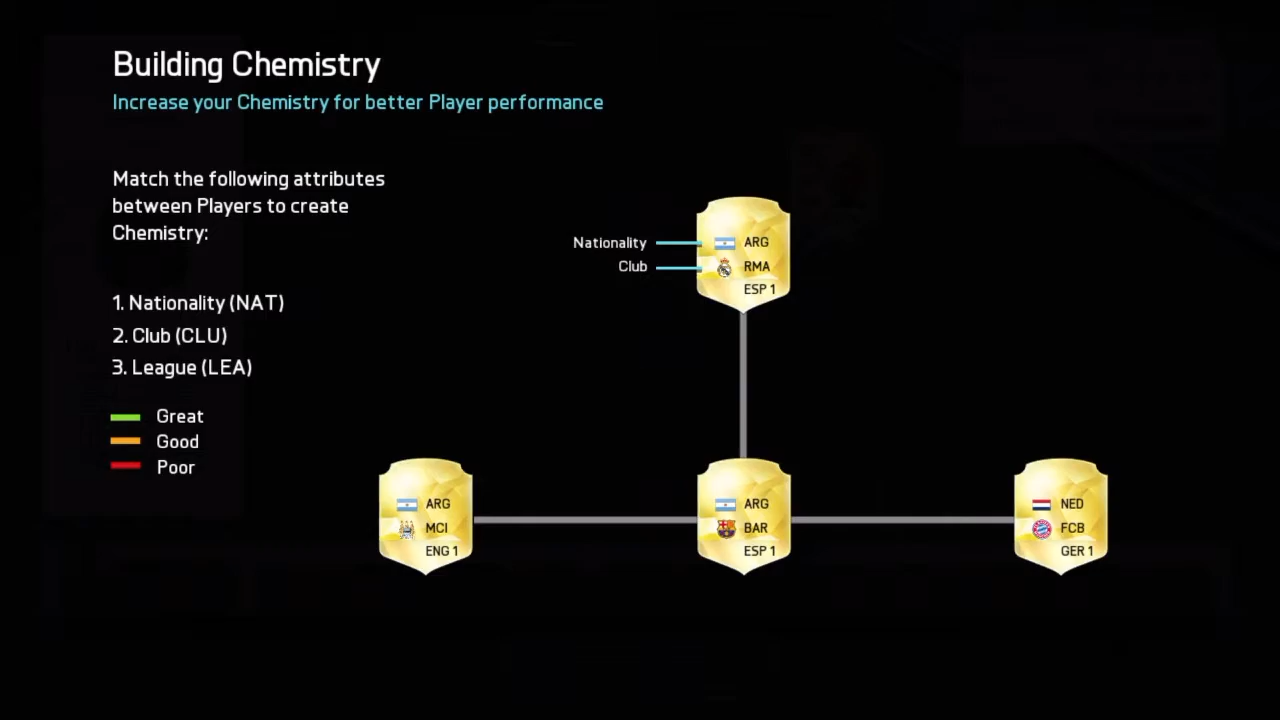 Building Chemistry
Increase your Chemistry for better Player performance
Match the following attributes
between Players to create
Chemistry:
1. Nationality (NAT)
2. Club (CLU)
3. League (LEA)
Great
Good
Poor
Nationality
Club
ARG
RMA
ESP 1
ARG
MCI
ENG 1
ARG
BAR
ESP 1
NED
FCB
GER 1